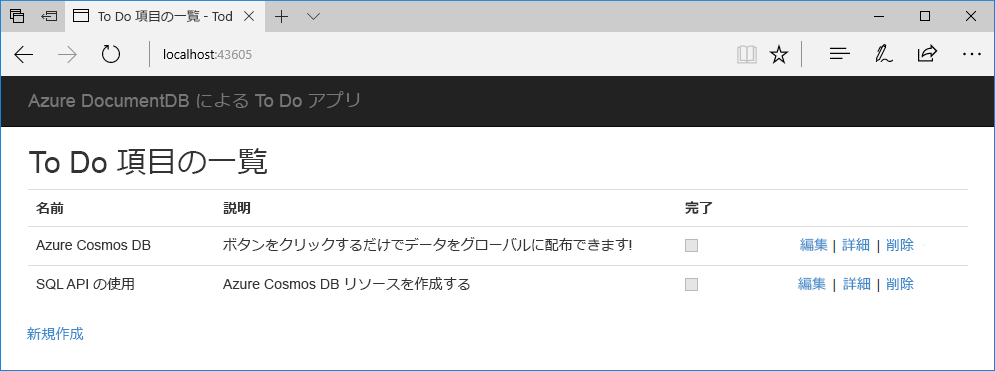 To Do 項目の一覧 - Tod
localhost:43605
Azure DocumentDB による To Do アプリ
To Do 項目の一覧
名前 説明 完了
Azure Cosmos DB ボタンをクリックするだけでデータをグローバルに配布できます! 編集 | 詳細 | 削除
SQL API の使用 Azure Cosmos DB リソースを作成する 編集 | 詳細 | 削除
新規作成